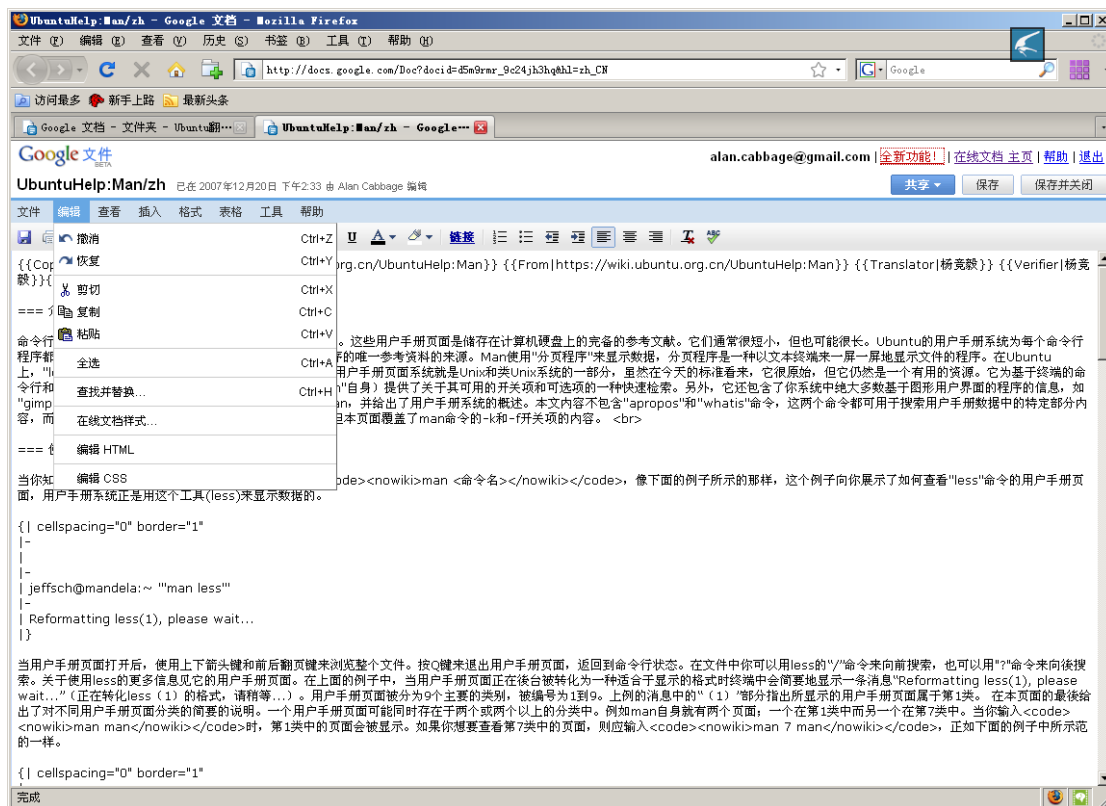 UbuntuHelp:Man/zh - Google 文档 - Mozilla Firefox
文件 (F) 编辑 (E) 查看 (V) 历史 (S) 书签 (B) 工具 (T) 帮助 (H)
http://docs.google.com/Doc?docid=d5m9rmr_9c24jh3hq&hl=zh_CN
Google
访问最多 新手上路 最新头条
Google 文档 - 文件夹 - Ubuntu翻…
UbuntuHelp:Man/zh - Google…
Google 文件 BETA
alan.cabbage@gmail.com | 全新功能! | 在线文档 主页 | 帮助 | 退出
UbuntuHelp:Man/zh 已在 2007年12月20日 下午2:33 由 Alan Cabbage 编辑
共享 保存 保存并关闭
文件 编辑 查看 插入 格式 表格 工具 帮助
撤消 Ctrl+Z
恢复 Ctrl+Y
剪切 Ctrl+X
复制 Ctrl+C
粘贴 Ctrl+V
全选 Ctrl+A
查找并替换... Ctrl+H
在线文档样式...
编辑 HTML
编辑 CSS
U A 链接
{{Cop
org.cn/UbuntuHelp:Man}} {{From|https://wiki.ubuntu.org.cn/UbuntuHelp:Man}} {{Translator|杨竞毅}} {{Verifier|杨竞
毅}}{
===
命令行
。这些用户手册页面是储存在计算机硬盘上的完备的参考文献。它们通常很短小，但也可能很长。Ubuntu的用户手册系统为每个命令行
程序都
序的唯一参考资料的来源。Man使用"分页程序"来显示数据，分页程序是一种以文本终端来一屏一屏地显示文件的程序。在Ubuntu
上，"l
用户手册页面系统就是Unix和类Unix系统的一部分，虽然在今天的标准看来，它很原始，但它仍然是一个有用的资源。它为基于终端的命
令行和
n"自身）提供了关于其可用的开关项和可选项的一种快速检索。另外，它还包含了你系统中绝大多数基于图形用户界面的程序的信息，如
"gimp
an，并给出了用户手册系统的概述。本文内容不包含"apropos"和"whatis"命令，这两个命令都可用于搜索用户手册数据中的特定部分内
容，而
但本页面覆盖了man命令的-k和-f开关项的内容。 <br>
===
当你知
ode><nowiki>man <命令名></nowiki></code>，像下面的例子所示的那样，这个例子向你展示了如何查看"less"命令的用户手册页
面，用户手册系统正是用这个工具(less)来显示数据的。
{| cellspacing="0" border="1"
|-
|
|-
| jeffsch@mandela:~ '''man less'''
|-
| Reformatting less(1), please wait...
|}
当用户手册页面打开后，使用上下箭头键和前后翻页键来浏览整个文件。按Q键来退出用户手册页面，返回到命令行状态。在文件中你可以用less的"/"命令来向前搜索，也可以用"?"命令来向後搜
索。关于使用less的更多信息见它的用户手册页面。在上面的例子中，当用户手册页面正在后台被转化为一种适合于显示的格式时终端中会简要地显示一条消息"Reformatting less(1), please
wait..."（正在转化less（1）的格式，请稍等...）。用户手册页面被分为9个主要的类别，被编号为1到9。上例的消息中的"（1）"部分指出所显示的用户手册页面属于第1类。 在本页面的最後给
出了对不同用户手册页面分类的简要的说明。一个用户手册页面可能同时存在于两个或两个以上的分类中。例如man自身就有两个页面；一个在第1类中而另一个在第7类中。当你输入<code>
<nowiki>man man</nowiki></code>时，第1类中的页面会被显示。如果你想要查看第7类中的页面，则应输入<code><nowiki>man 7 man</nowiki></code>，正如下面的例子中所示范
的一样。
{| cellspacing="0" border="1"
完成